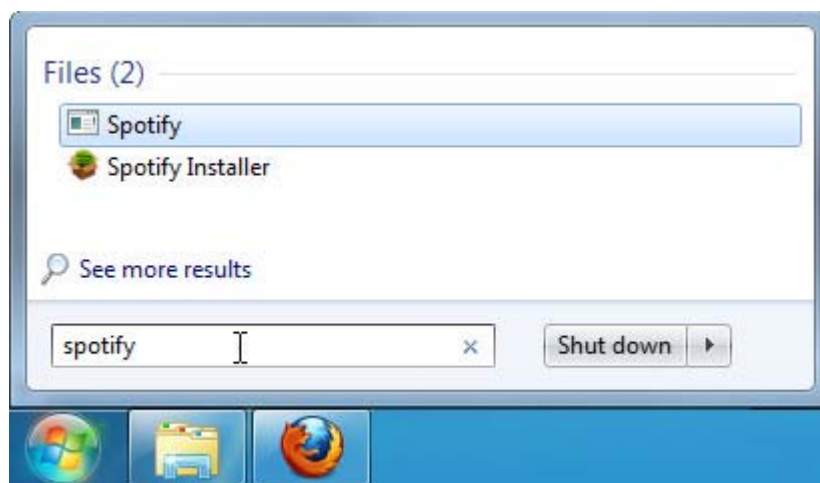 Files (2)
Spotify
Spotify Installer
See more results
spotify
Shut down